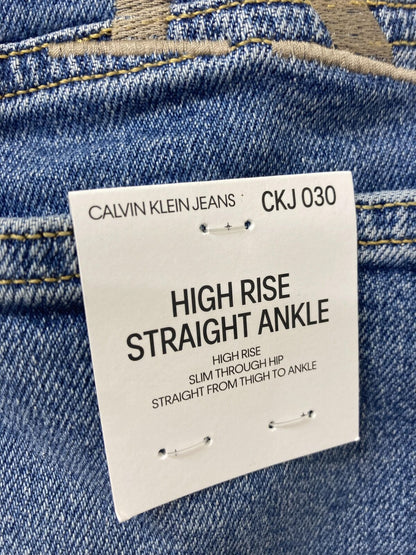 CALVIN KLEIN JEANS CKJ 030
HIGH RISE
STRAIGHT ANKLE
HIGH RISE
SLIM THROUGH HIP
STRAIGHT FROM THIGH TO ANKLE